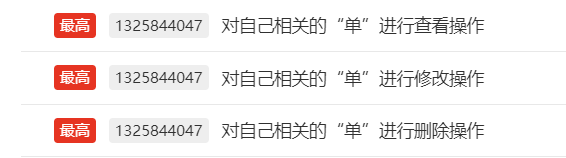 最高 1325844047 对自己相关的“单”进行查看操作
最高 1325844047 对自己相关的“单”进行修改操作
最高 1325844047 对自己相关的“单”进行删除操作